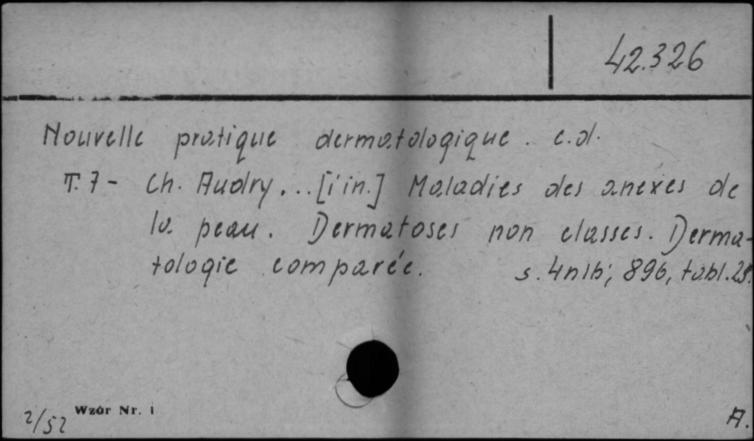 42.326
Nouvelle pratique dermatologique. c.d.
T. 7 - Ch. Audry... [i in.] Maladies des anexes de
la peau. Dermatoses non classes. Derma-
tologie comparée. s. 4nlb; 896, tabl. 28.
2/52 Wzór Nr. 1
A.